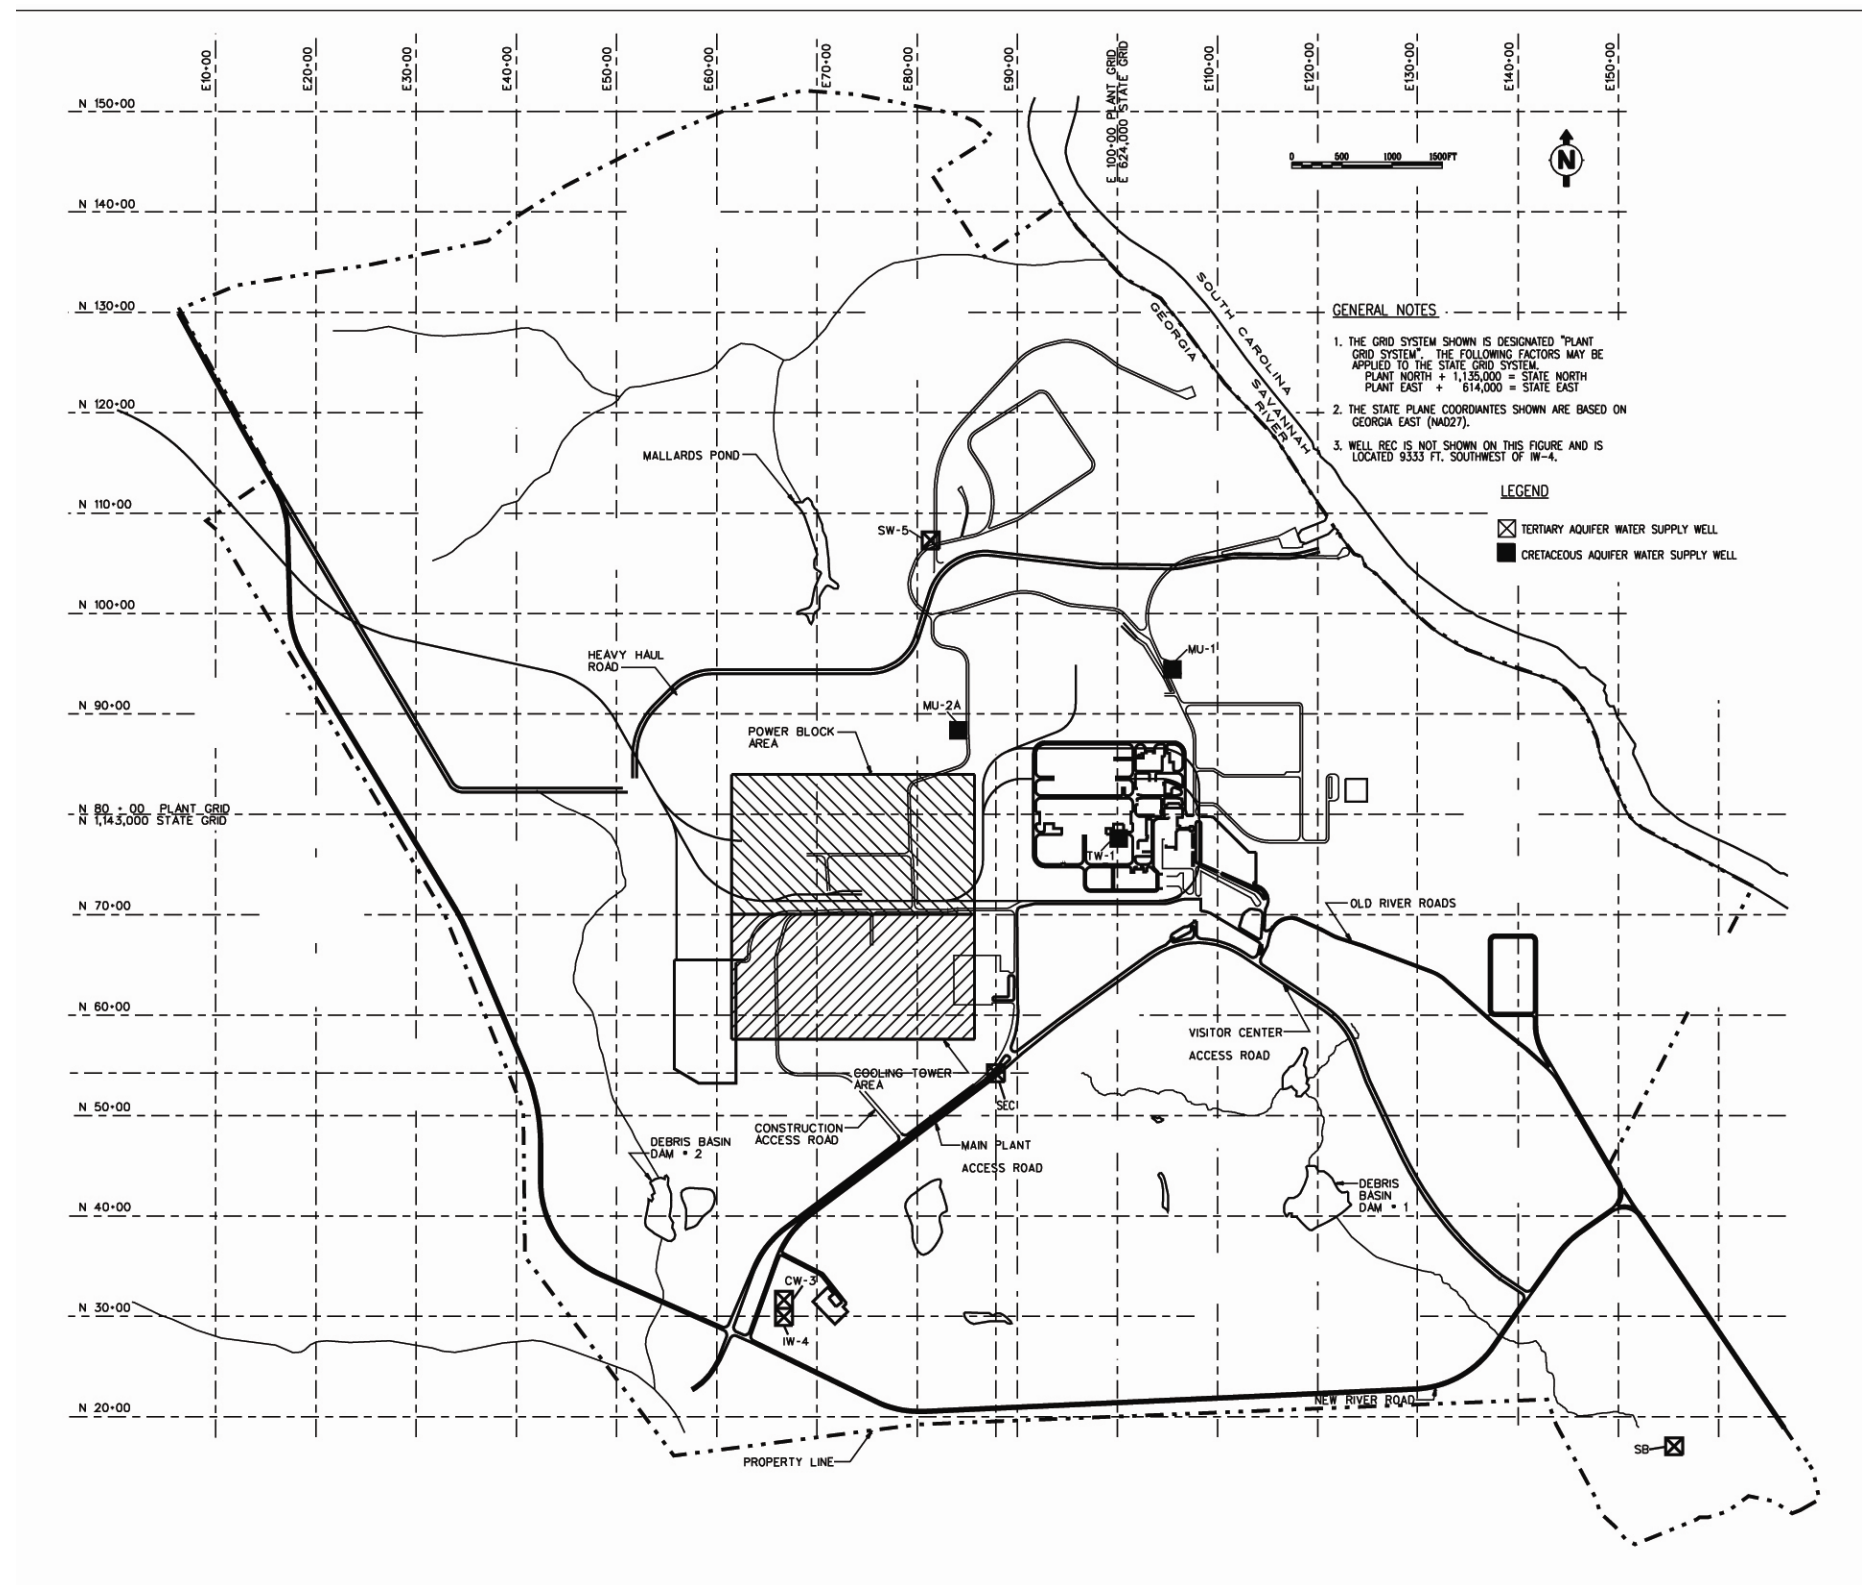 E10+00
E20+00
E30+00
E40+00
E50+00
E60+00
E70+00
E80+00
E90+00
E 100+00 PLANT GRID
E 624,000 STATE GRID
E110+00
E120+00
E130+00
E140+00
E150+00
N 150+00
N 140+00
N 130+00
N 120+00
N 110+00
N 100+00
N 90+00
N 80 + 00 PLANT GRID
N 1,143,000 STATE GRID
N 70+00
N 60+00
N 50+00
N 40+00
N 30+00
N 20+00
0 500 1000 1500FT
N
SOUTH CAROLINA
SAVANNAH
RIVER
GEORGIA
GENERAL NOTES
1. THE GRID SYSTEM SHOWN IS DESIGNATED "PLANT
GRID SYSTEM". THE FOLLOWING FACTORS MAY BE
APPLIED TO THE STATE GRID SYSTEM.
PLANT NORTH + 1,135,000 = STATE NORTH
PLANT EAST + 614,000 = STATE EAST
2. THE STATE PLANE COORDIANTES SHOWN ARE BASED ON
GEORGIA EAST (NAD27).
3. WELL REC IS NOT SHOWN ON THIS FIGURE AND IS
LOCATED 9333 FT. SOUTHWEST OF IW-4.
LEGEND
TERTIARY AQUIFER WATER SUPPLY WELL
CRETACEOUS AQUIFER WATER SUPPLY WELL
MALLARDS POND
SW-5
HEAVY HAUL
ROAD
MU-1
MU-2A
POWER BLOCK
AREA
TW-1
OLD RIVER ROADS
VISITOR CENTER
ACCESS ROAD
COOLING TOWER
AREA
SEC
CONSTRUCTION
ACCESS ROAD
MAIN PLANT
ACCESS ROAD
DEBRIS BASIN
DAM * 2
DEBRIS
BASIN
DAM * 1
CW-3
IW-4
NEW RIVER ROAD
PROPERTY LINE
SB